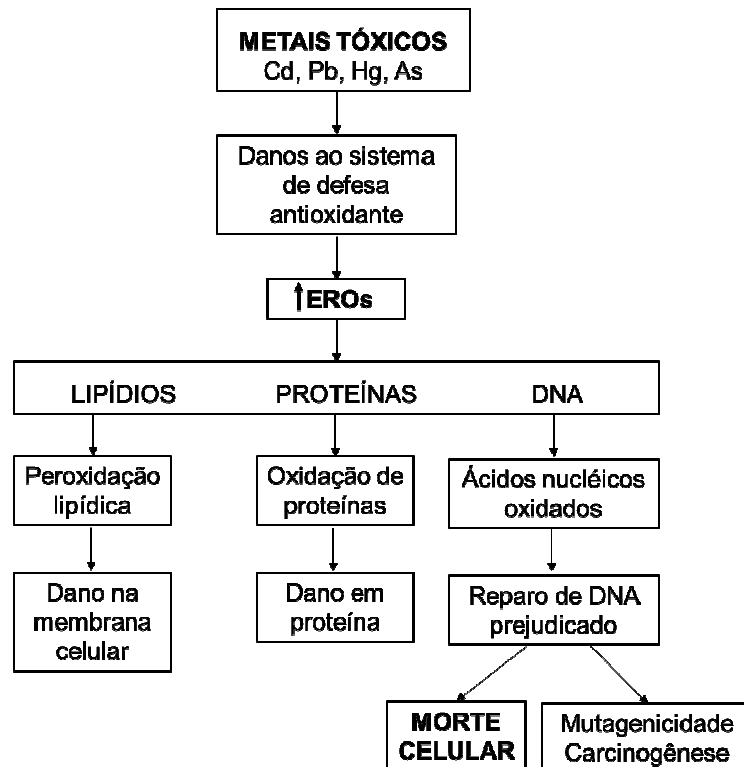 METAIS TÓXICOS
Cd, Pb, Hg, As
Danos ao sistema
de defesa
antioxidante
↑EROs
LIPÍDIOS PROTEÍNAS DNA
Peroxidação
lipídica
Oxidação de
proteínas
Ácidos nucléicos
oxidados
Dano na
membrana
celular
Dano em
proteína
Reparo de DNA
prejudicado
MORTE
CELULAR
Mutagenicidade
Carcinogênese